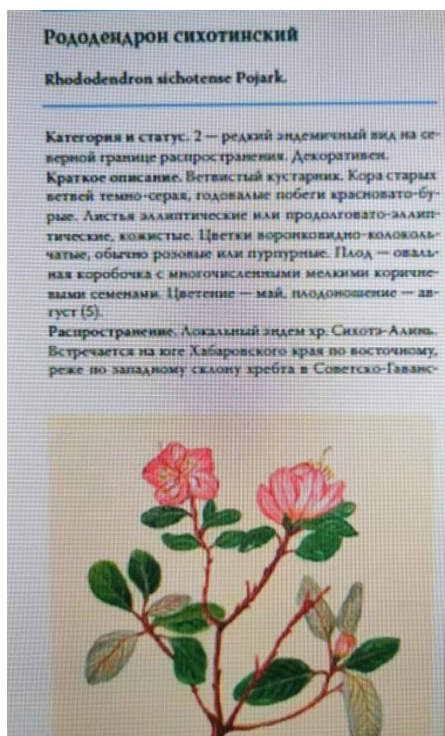 Рододендрон сихотинский
Rhododendron sichotense Pojark.
Категория и статус. 2 — редкий эндемичный вид на се-
верной границе распространения. Декоративен.
Краткое описание. Ветвистый кустарник. Кора старых
ветвей темно-серая, годовалые побеги красновато-бу-
рые. Листья эллиптические или продолговато-эллип-
тические, кожистые. Цветки воронковидно-колоколь-
чатые, обычно розовые или пурпурные. Плод — оваль-
ная коробочка с многочисленными мелкими коричне-
выми семенами. Цветение — май, плодоношение — ав-
густ (5).
Распространение. Локальный эндем хр. Сихотэ-Алинь.
Встречается на юге Хабаровского края по восточному,
реже по западному склону хребта в Советско-Гаванс-